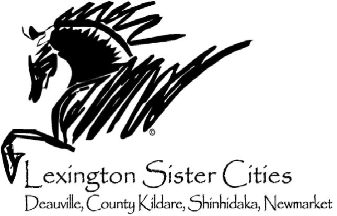 ©
Lexington Sister Cities
Deauville, County Kildare, Shinhidaka, Newmarket